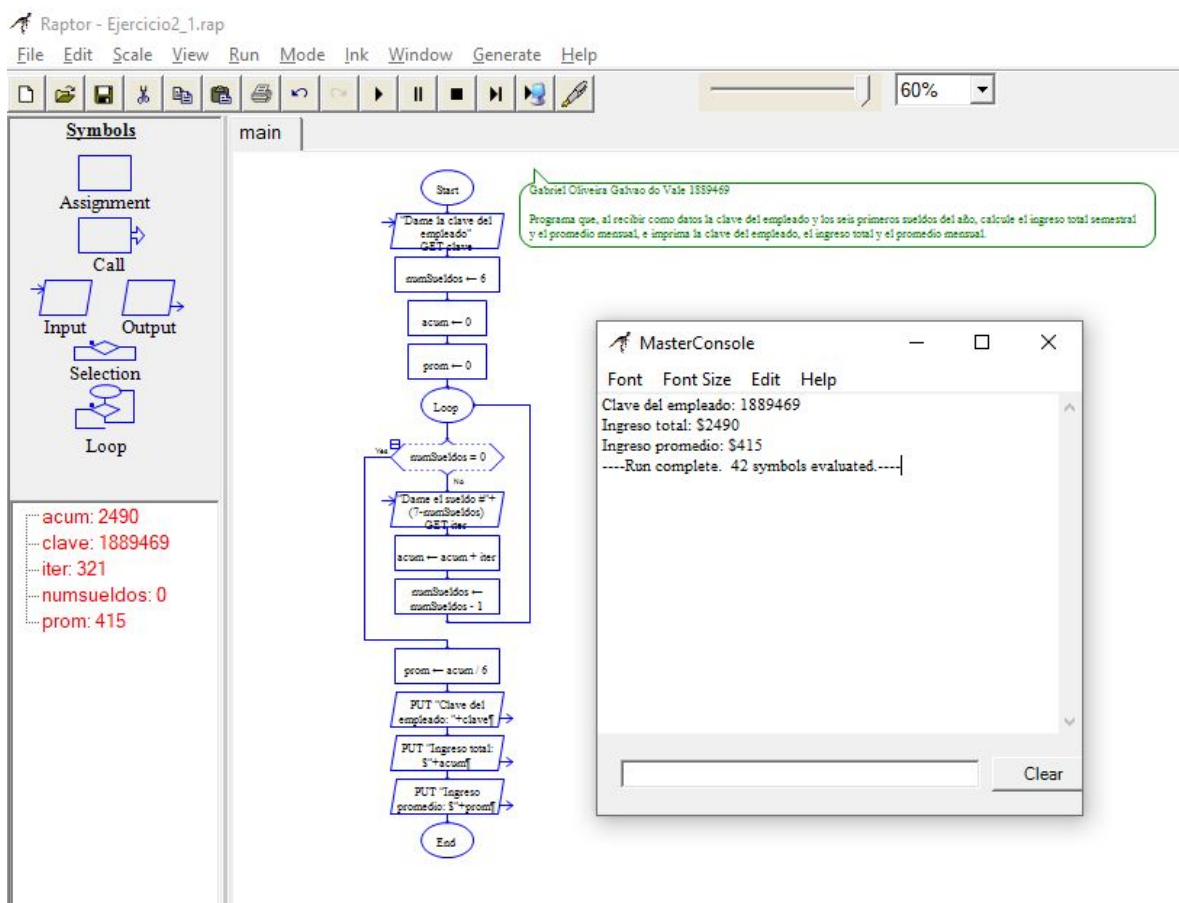 Raptor - Ejercicio2_1.rap
File Edit Scale View Run Mode Ink Window Generate Help
60%
Symbols
Assignment
Call
Input Output
Selection
Loop
acum: 2490
clave: 1889469
iter: 321
numsueldos: 0
prom: 415
main
Start
"Dame la clave del
empleado"
GET clave
numSueldos ← 6
acum ← 0
prom ← 0
Loop
Yes
numSueldos = 0
No
"Dame el sueldo #"+
(7-numSueldos)
GET iter
acum ← acum + iter
numSueldos ←
numSueldos - 1
prom ← acum / 6
PUT "Clave del
empleado: "+clave¶
PUT "Ingreso total:
$"+acum¶
PUT "Ingreso
promedio: $"+prom¶
End
Gabriel Oliveira Galvao do Vale 1889469
Programa que, al recibir como datos la clave del empleado y los seis primeros sueldos del año, calcule el ingreso total semestral
y el promedio mensual, e imprima la clave del empleado, el ingreso total y el promedio mensual.
MasterConsole
Font Font Size Edit Help
Clave del empleado: 1889469
Ingreso total: $2490
Ingreso promedio: $415
----Run complete. 42 symbols evaluated.----
Clear